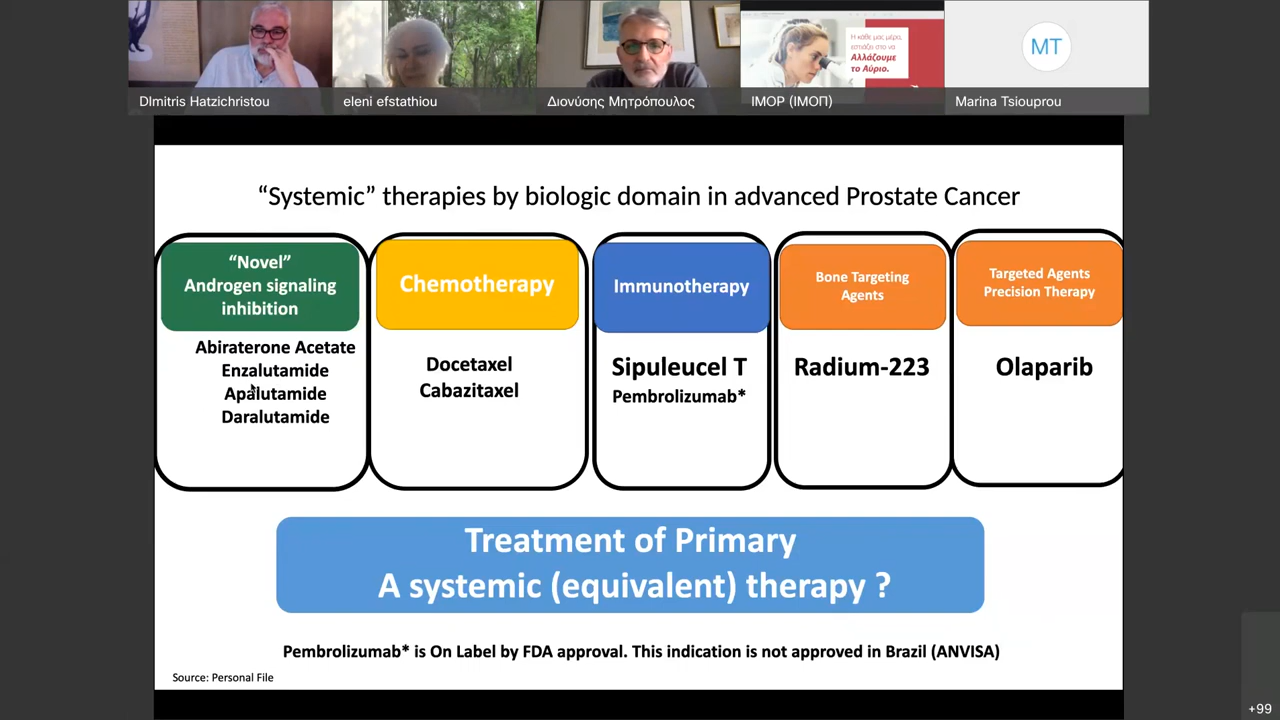 Η κάθε μας μέρα,
εστιάζει στο να
Αλλάζουμε
το Αύριο.
MT
DImitris Hatzichristou
eleni efstathiou
Διονύσης Μητρόπουλος
IMOP (ΙΜΟΠ)
Marina Tsiouprou
“Systemic” therapies by biologic domain in advanced Prostate Cancer
“Novel”
Androgen signaling
inhibition
Abiraterone Acetate
Enzalutamide
Apalutamide
Daralutamide
Chemotherapy
Docetaxel
Cabazitaxel
Immunotherapy
Sipuleucel T
Pembrolizumab*
Bone Targeting
Agents
Radium-223
Targeted Agents
Precision Therapy
Olaparib
Treatment of Primary
A systemic (equivalent) therapy ?
Pembrolizumab* is On Label by FDA approval. This indication is not approved in Brazil (ANVISA)
Source: Personal File
+99